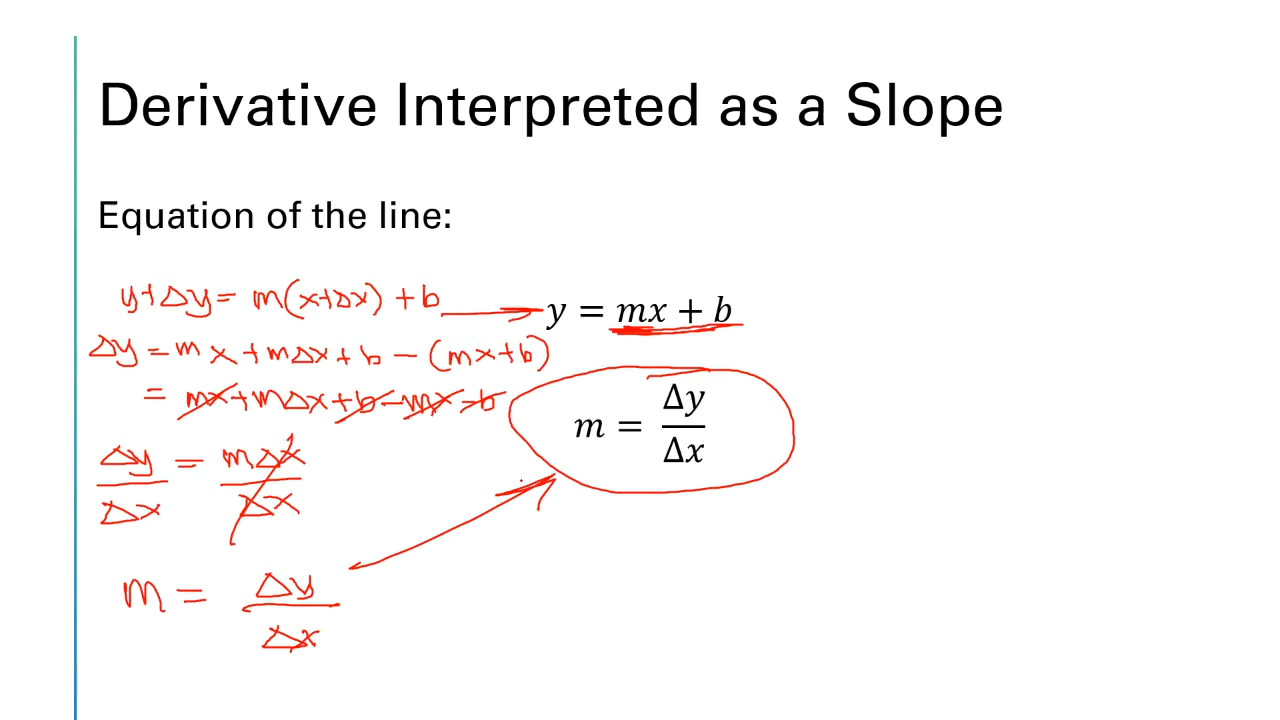 Derivative Interpreted as a Slope
Equation of the line:
y+Δy = m(x+Δx) + b
y = mx + b
Δy = mx + mΔx + b − (mx+b)
= mx + mΔx + b − mx − b
m = Δy/Δx
Δy/Δx = mΔx/Δx
m = Δy/Δx